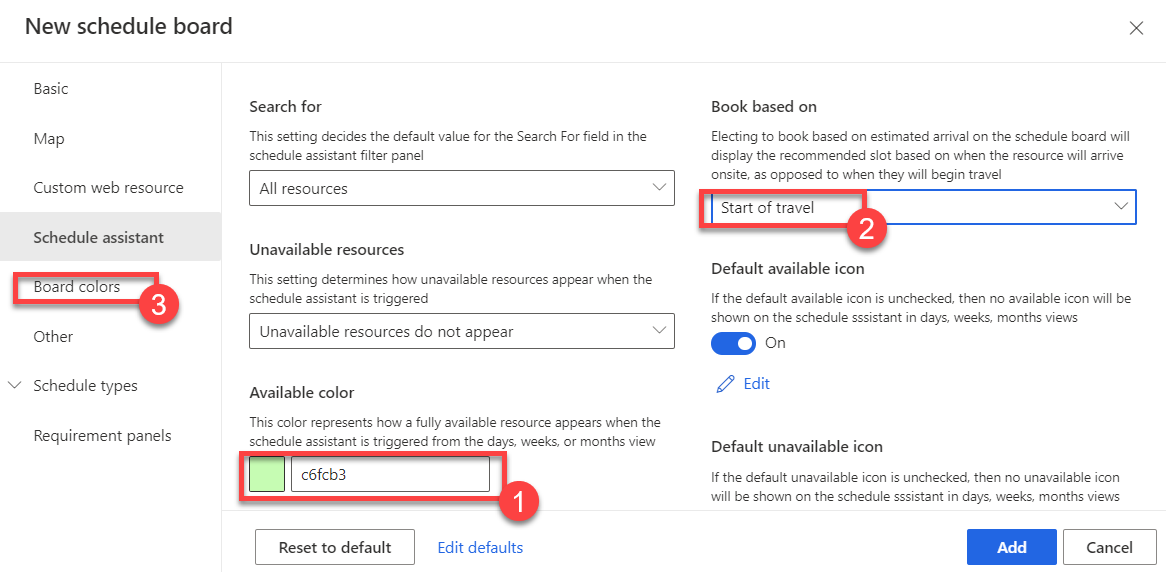 New schedule board
Basic
Map
Custom web resource
Schedule assistant
Board colors
3
Other
Schedule types
Requirement panels
Search for
This setting decides the default value for the Search For field in the
schedule assistant filter panel
All resources
Unavailable resources
This setting determines how unavailable resources appear when the
schedule assistant is triggered
Unavailable resources do not appear
Available color
This color represents how a fully available resource appears when the
schedule assistant is triggered from the days, weeks, or months view
c6fcb3
1
Book based on
Electing to book based on estimated arrival on the schedule board will
display the recommended slot based on when the resource will arrive
onsite, as opposed to when they will begin travel
Start of travel
2
Default available icon
If the default available icon is unchecked, then no available icon will be
shown on the schedule sssistant in days, weeks, months views
On
Edit
Default unavailable icon
If the default unavailable icon is unchecked, then no unavailable icon
will be shown on the schedule sssistant in days, weeks, months views
Reset to default
Edit defaults
Add
Cancel